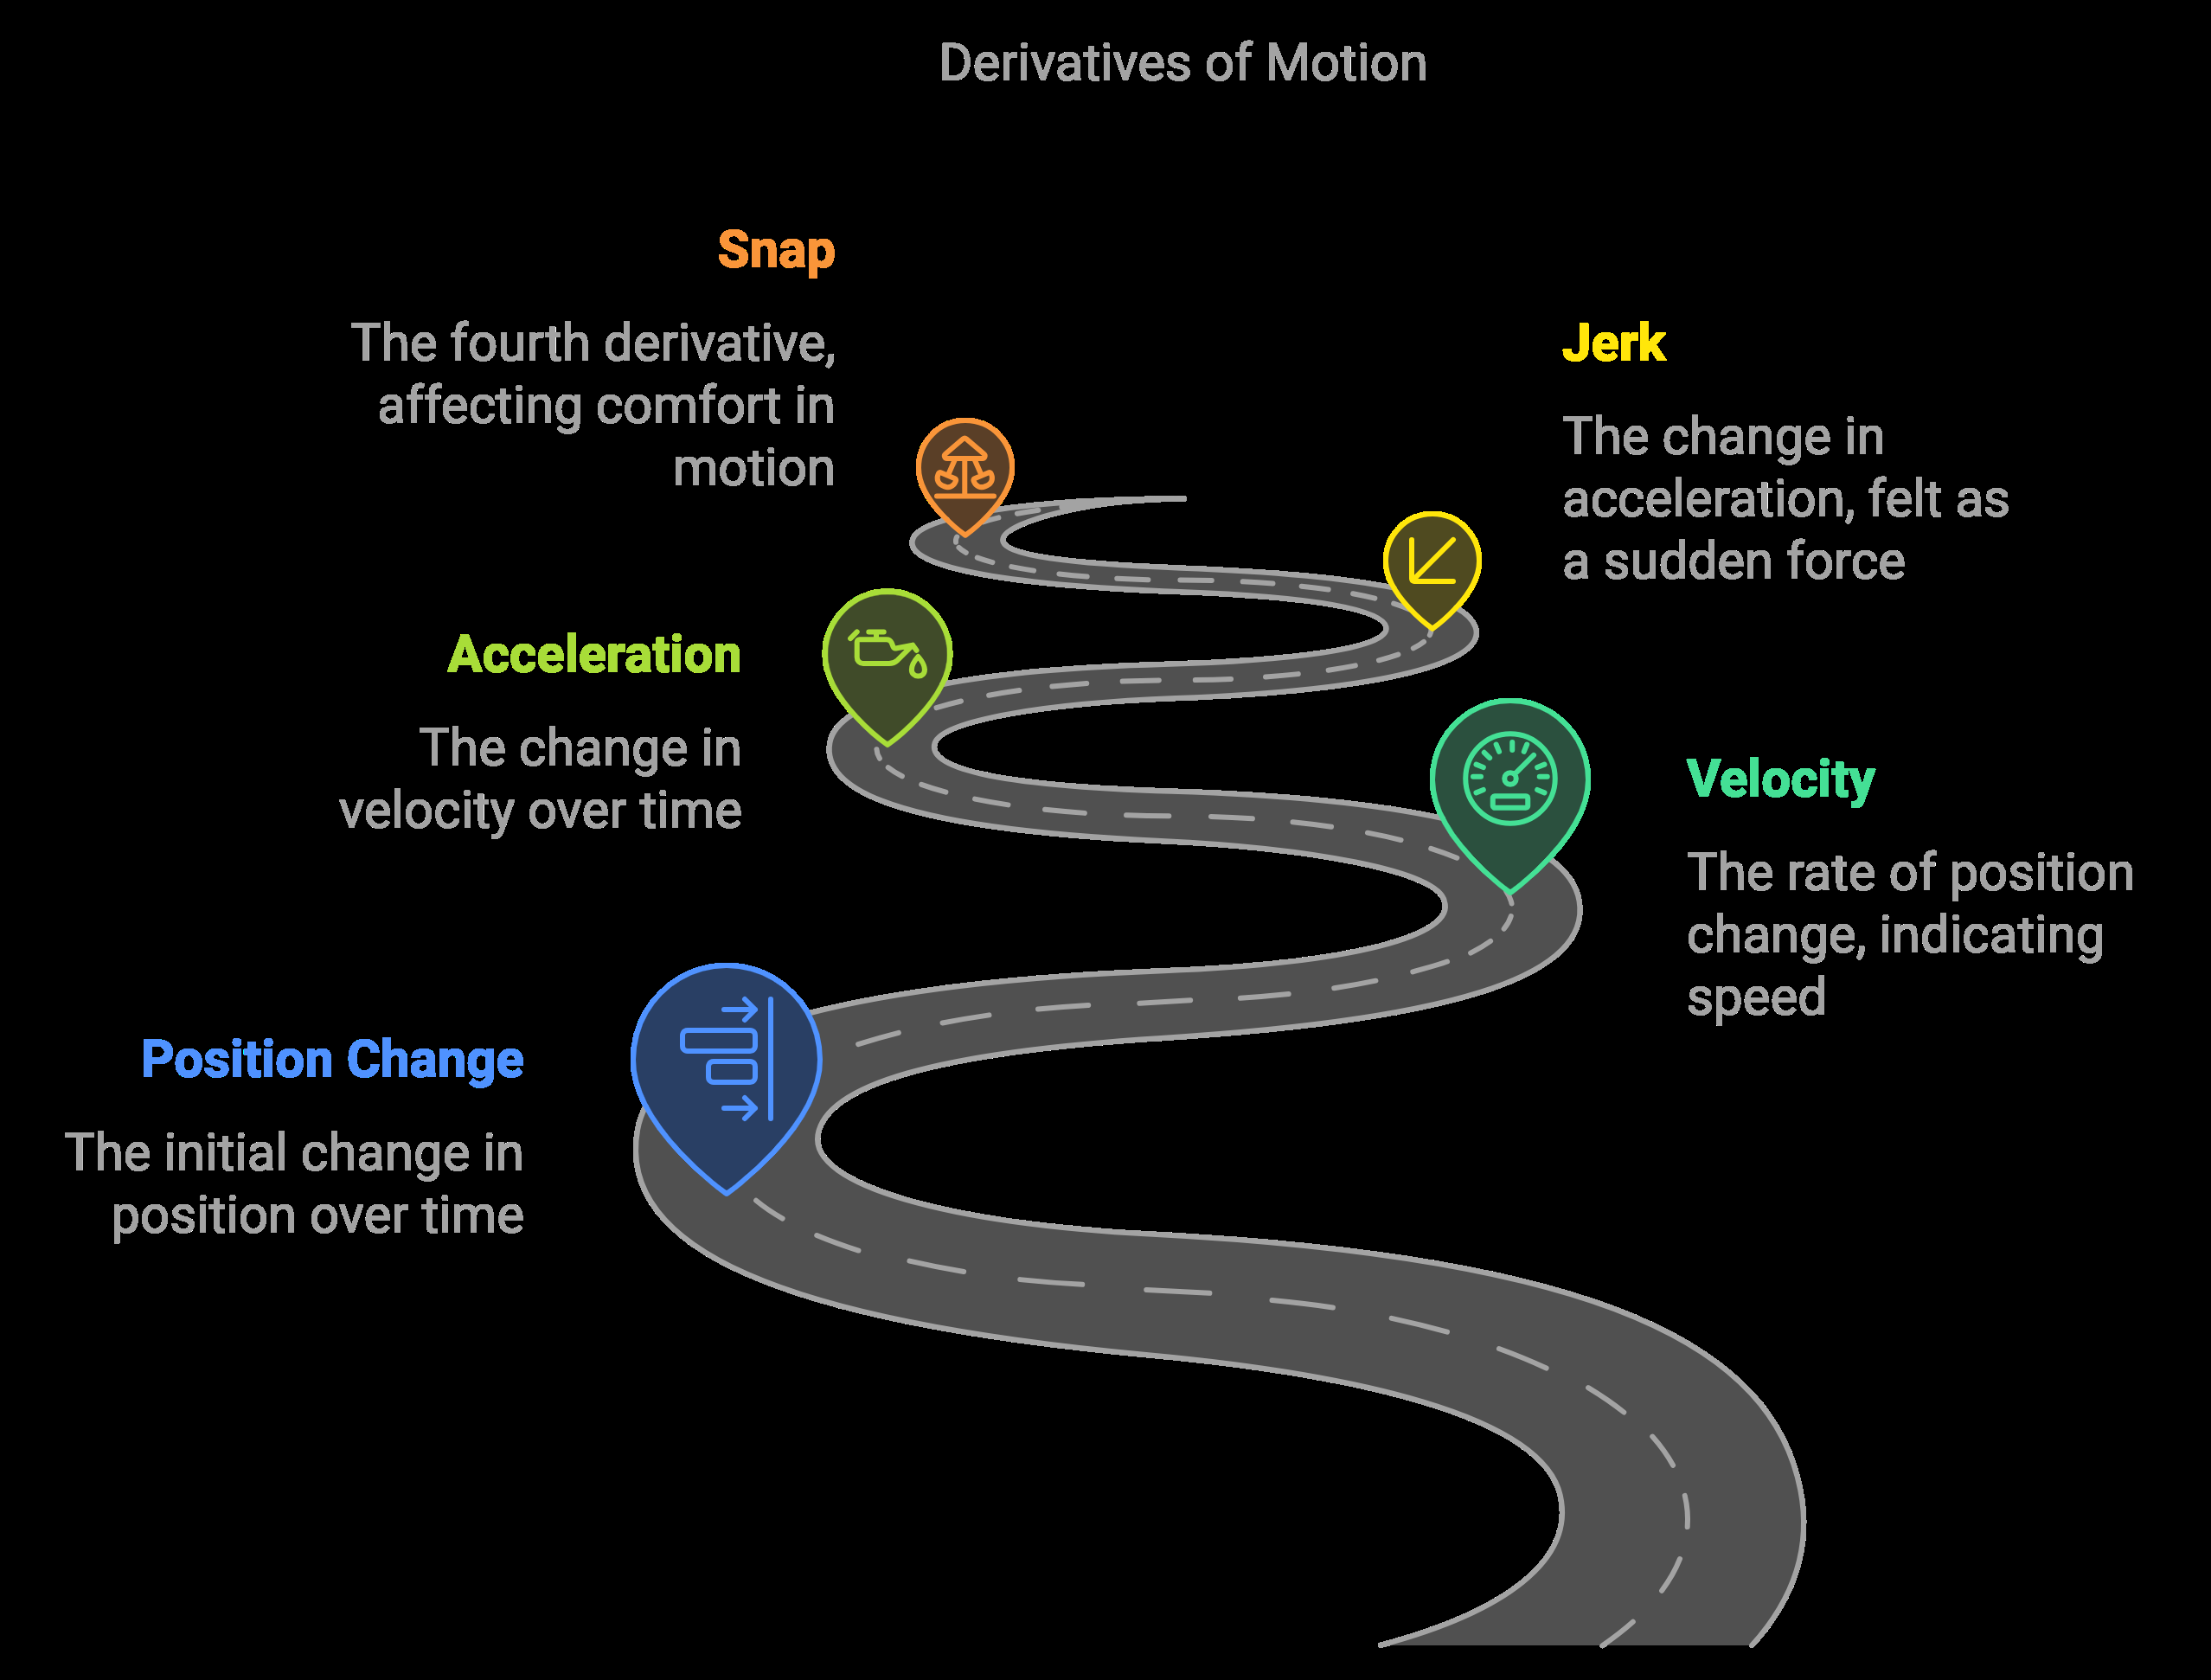 Derivatives of Motion
Snap
The fourth derivative,
affecting comfort in
motion
Jerk
The change in
acceleration, felt as
a sudden force
Acceleration
The change in
velocity over time
Velocity
The rate of position
change, indicating
speed
Position Change
The initial change in
position over time